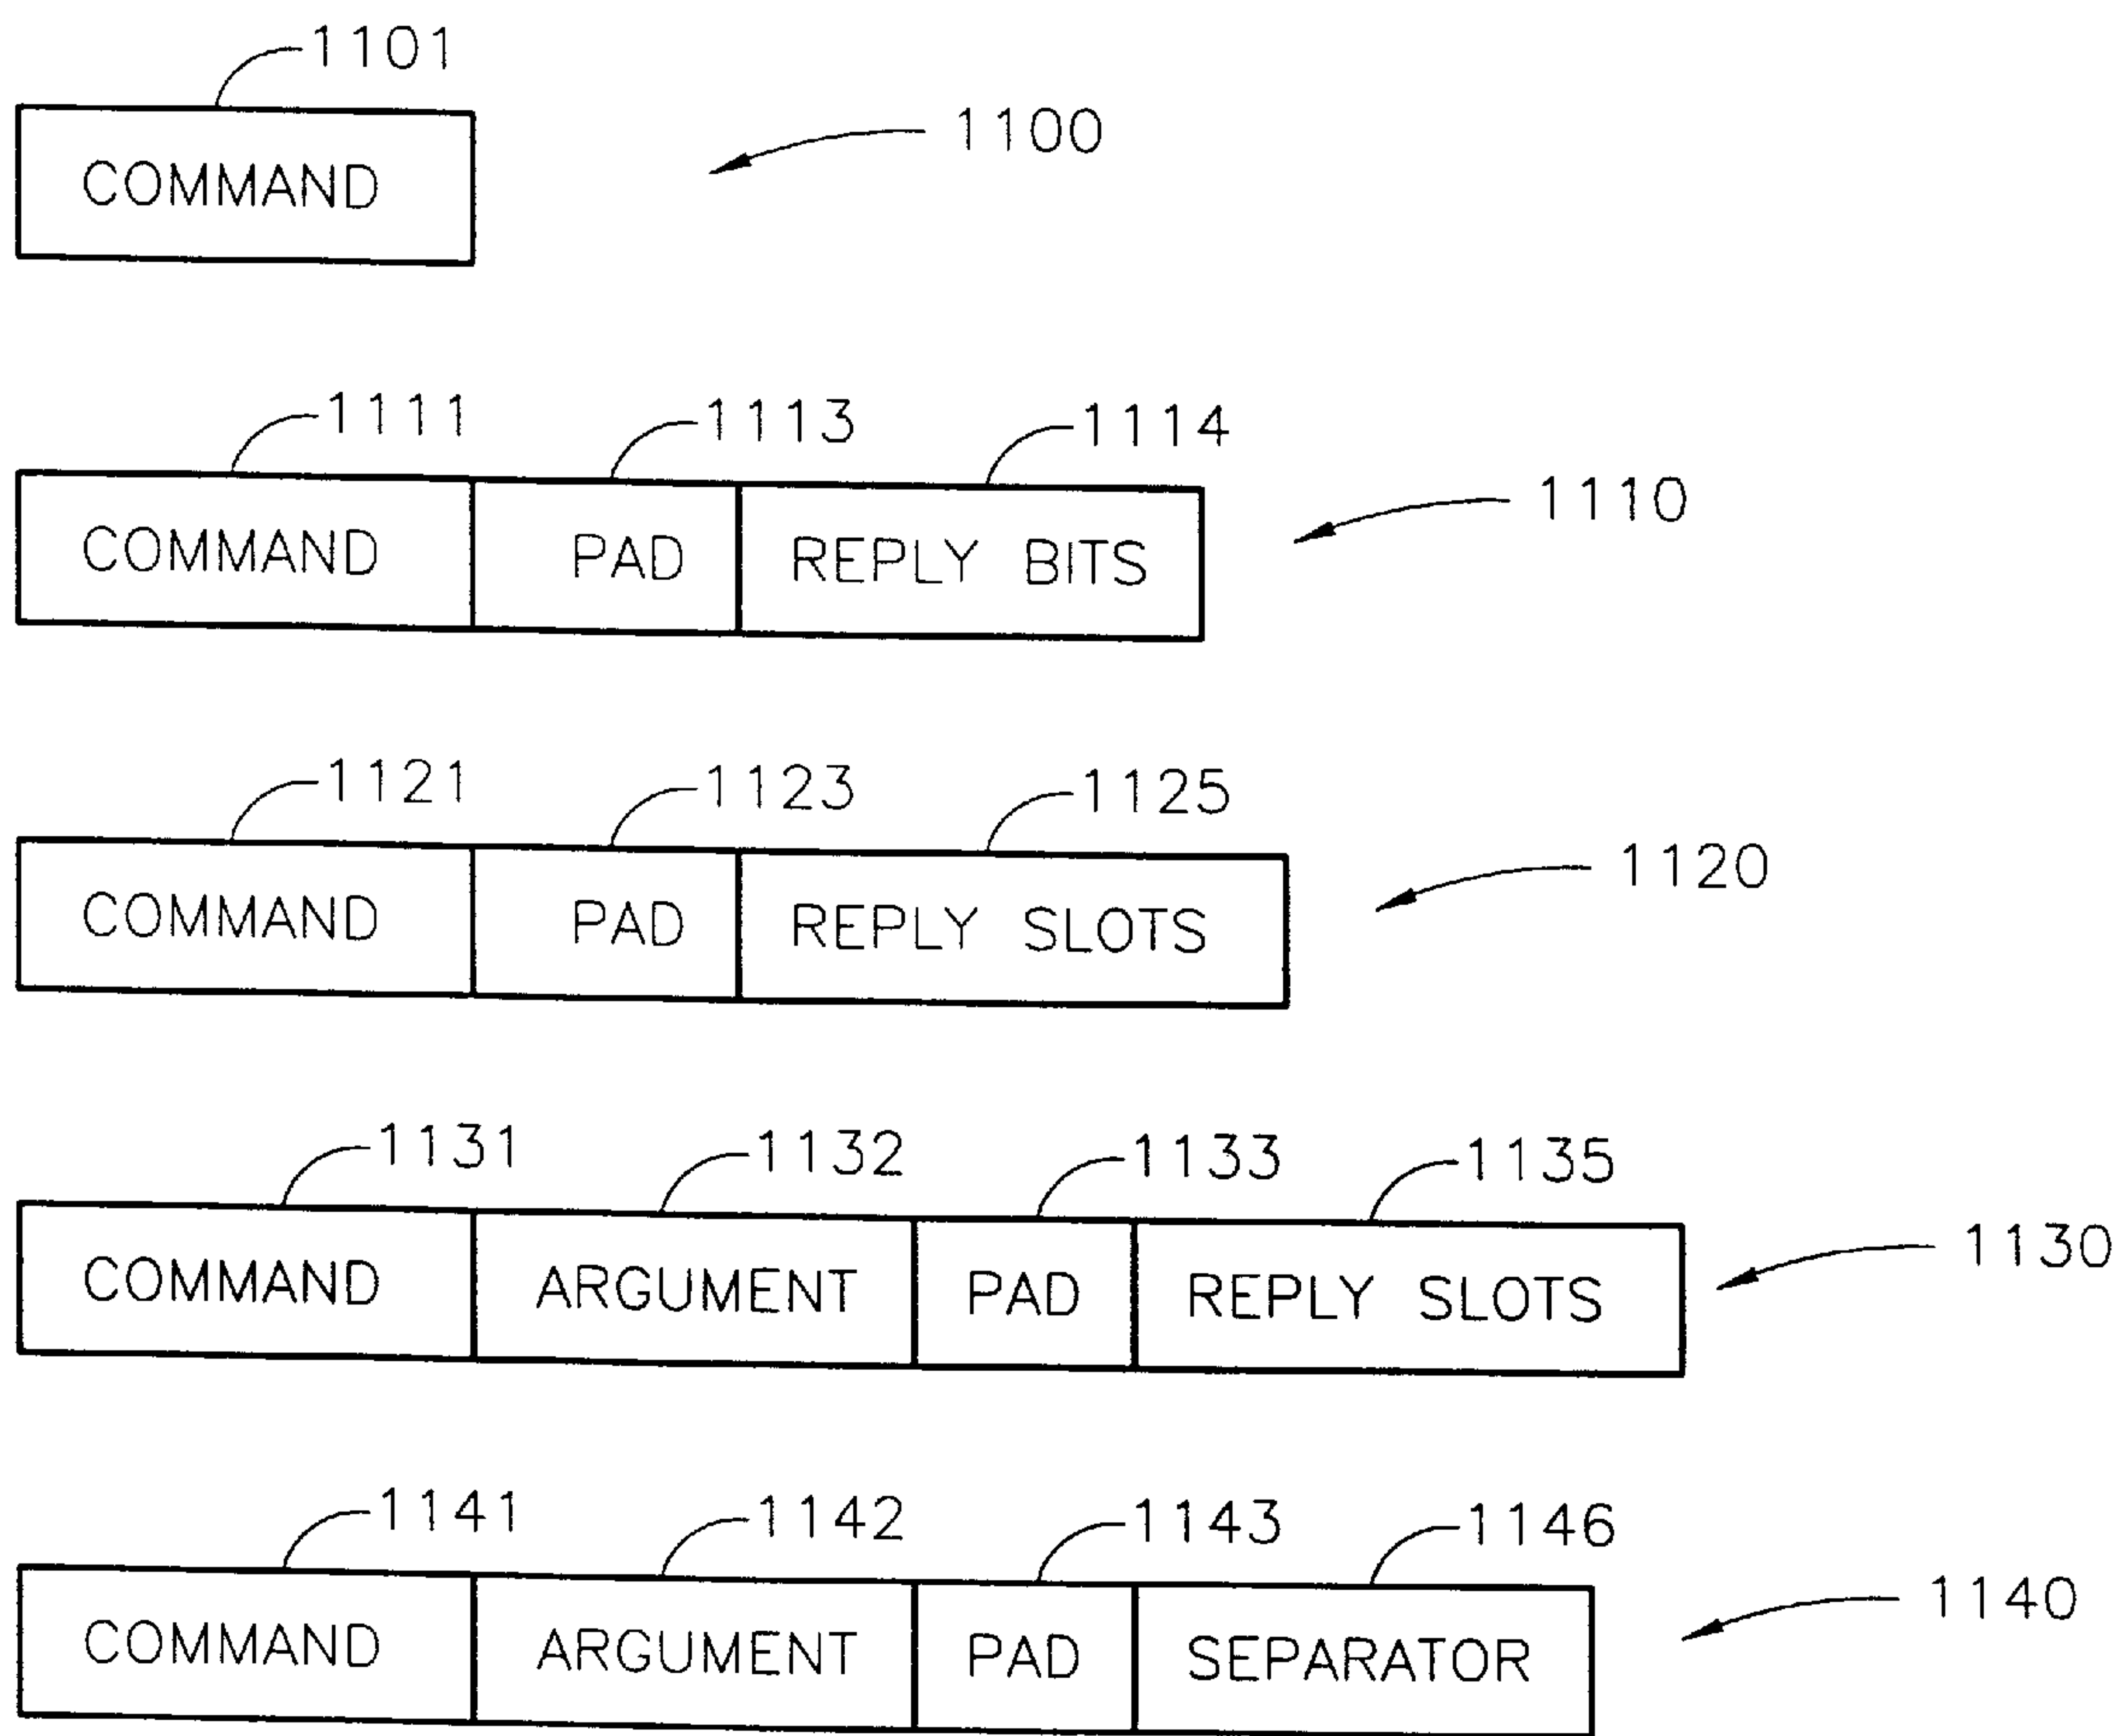 1101
1100
COMMAND
1111 1113 1114
1110
COMMAND PAD REPLY BITS
1121 1123 1125
1120
COMMAND PAD REPLY SLOTS
1131 1132 1133 1135
1130
COMMAND ARGUMENT PAD REPLY SLOTS
1141 1142 1143 1146
1140
COMMAND ARGUMENT PAD SEPARATOR